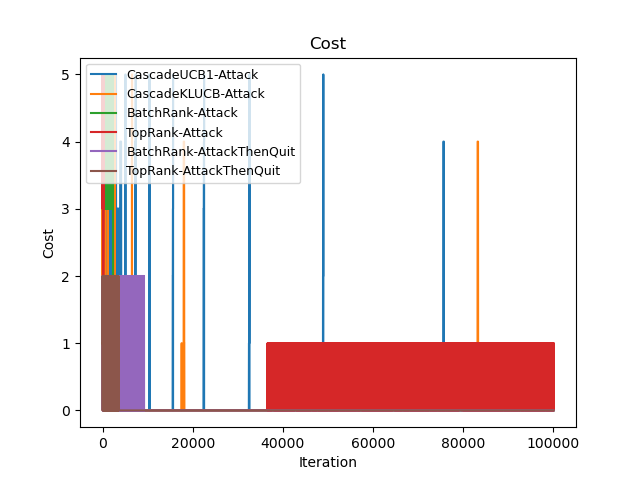 Cost
5
4
3
2
1
0
Cost
CascadeUCB1-Attack
CascadeKLUCB-Attack
BatchRank-Attack
TopRank-Attack
BatchRank-AttackThenQuit
TopRank-AttackThenQuit
0 20000 40000 60000 80000 100000
Iteration